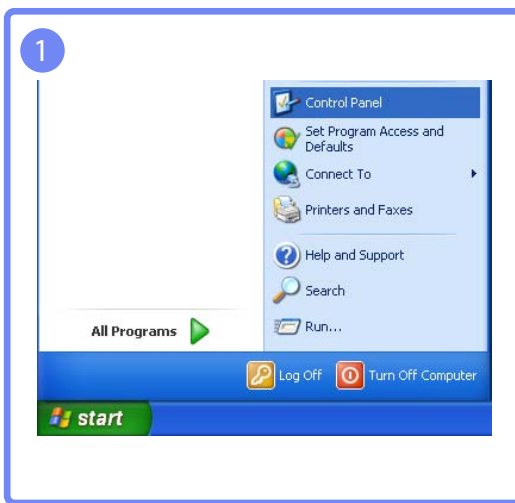 1
Control Panel
Set Program Access and
Defaults
Connect To
Printers and Faxes
Help and Support
Search
All Programs
Run...
Log Off
Turn Off Computer
start